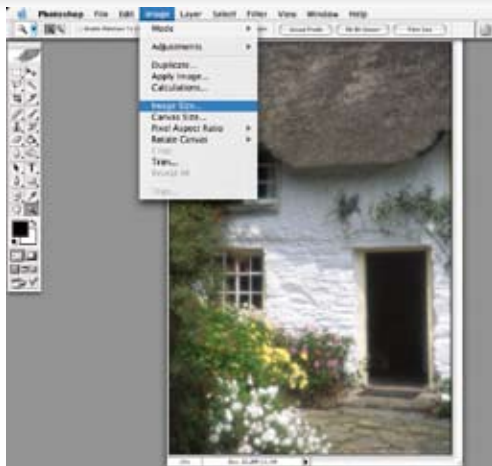 Photoshop File Edit Image Layer Select Filter View Window Help
Mode
Adjustments
Duplicate...
Apply Image...
Calculations...
Image Size...
Canvas Size...
Pixel Aspect Ratio
Rotate Canvas
Crop
Trim...
Reveal All
Trap...